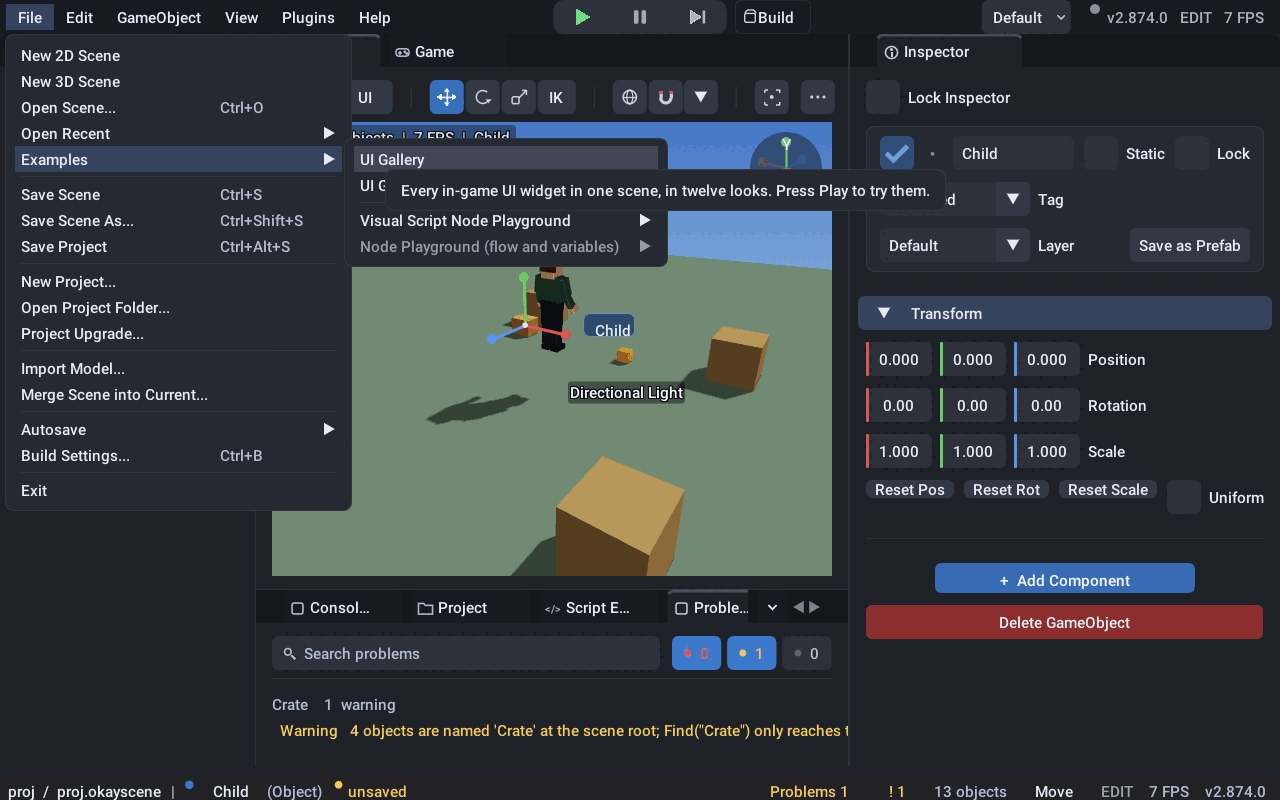 File Edit GameObject View Plugins Help Build Default v2.874.0 EDIT 7 FPS
Game
Inspector
New 2D Scene
New 3D Scene
Open Scene... Ctrl+O
Open Recent
Examples
Save Scene Ctrl+S
Save Scene As... Ctrl+Shift+S
Save Project Ctrl+Alt+S
New Project...
Open Project Folder...
Project Upgrade...
Import Model...
Merge Scene into Current...
Autosave
Build Settings... Ctrl+B
Exit
UI IK
7 FPS | Child
Y
UI Gallery
UI G
Every in-game UI widget in one scene, in twelve looks. Press Play to try them.
Visual Script Node Playground
Node Playground (flow and variables)
Child
Directional Light
Lock Inspector
Child Static Lock
Tag
Default Layer Save as Prefab
Transform
0.000 0.000 0.000 Position
0.00 0.00 0.00 Rotation
1.000 1.000 1.000 Scale
Reset Pos Reset Rot Reset Scale Uniform
+ Add Component
Delete GameObject
Consol... Project </> Script E... Proble..
Search problems 0 1 0
Crate 1 warning
Warning 4 objects are named 'Crate' at the scene root; Find("Crate") only reaches
proj / proj.okayscene | Child (Object) unsaved Problems 1 ! 1 13 objects Move EDIT 7 FPS v2.874.0